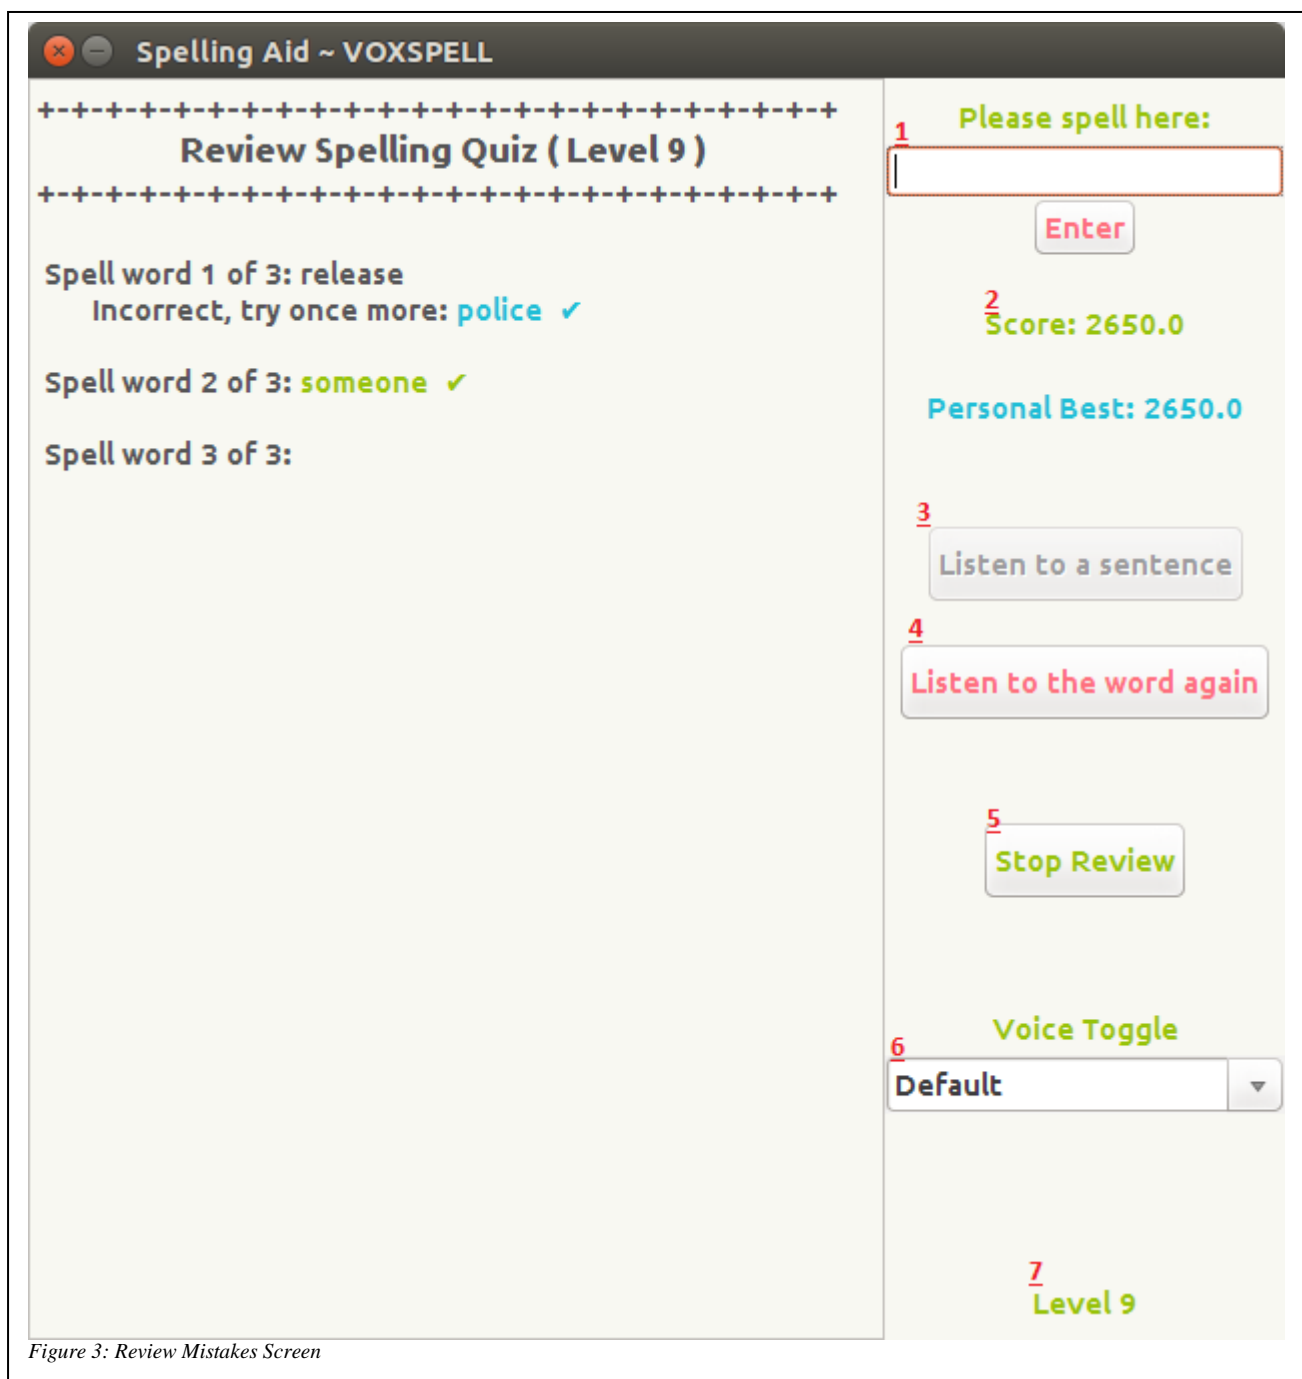 Spelling Aid ~ VOXSPELL
+-+-+-+-+-+-+-+-+-+-+-+-+-+-+-+-+-+-+-+-+-+-+-+
Review Spelling Quiz ( Level 9 )
+-+-+-+-+-+-+-+-+-+-+-+-+-+-+-+-+-+-+-+-+-+-+-+
Spell word 1 of 3: release
Incorrect, try once more: police ✔
Spell word 2 of 3: someone ✔
Spell word 3 of 3:
Please spell here:
1
Enter
2
Score: 2650.0
Personal Best: 2650.0
3
Listen to a sentence
4
Listen to the word again
5
Stop Review
Voice Toggle
6
Default
7
Level 9
Figure 3: Review Mistakes Screen